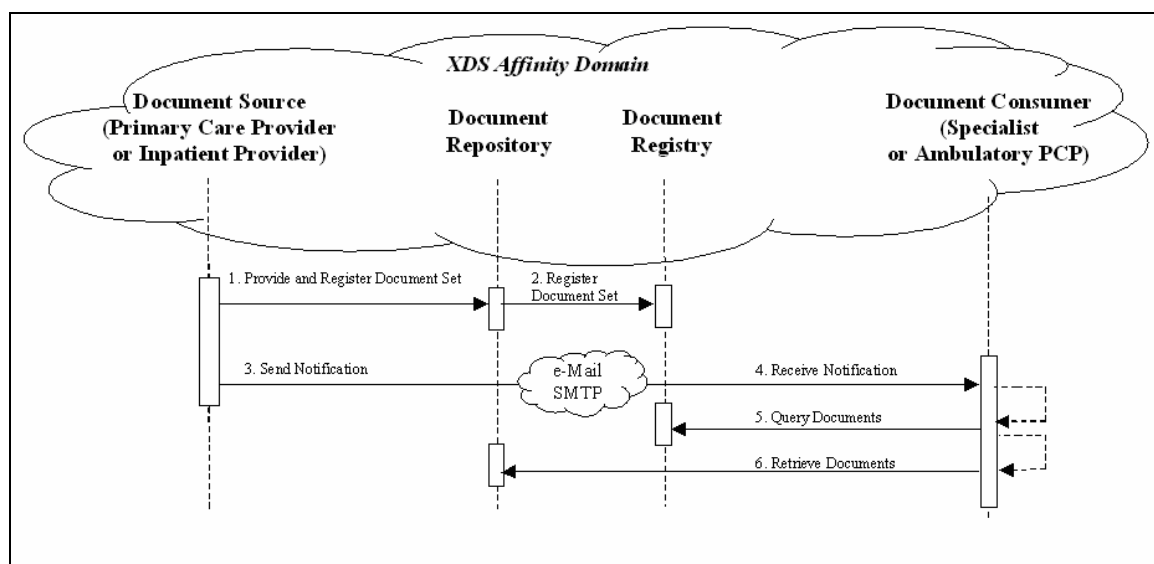 XDS Affinity Domain
Document Source
(Primary Care Provider
or Inpatient Provider)
Document
Repository
Document
Registry
Document Consumer
(Specialist
or Ambulatory PCP)
1. Provide and Register Document Set
2. Register
Document Set
3. Send Notification
e-Mail
SMTP
4. Receive Notification
5. Query Documents
6. Retrieve Documents